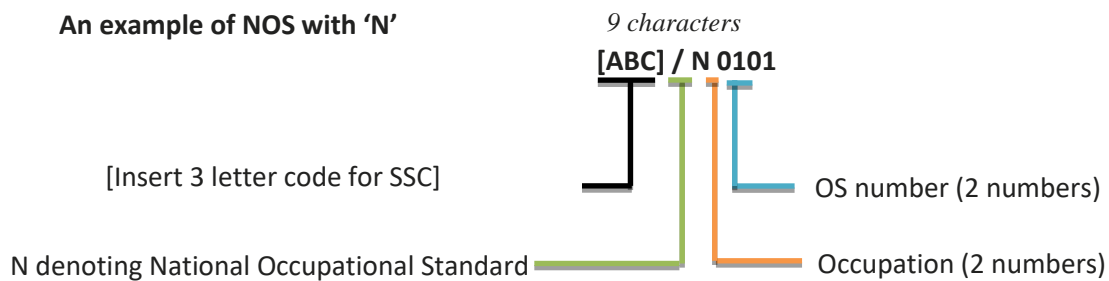 An example of NOS with ‘N’
9 characters
[ABC] / N 0101
[Insert 3 letter code for SSC]
OS number (2 numbers)
N denoting National Occupational Standard
Occupation (2 numbers)